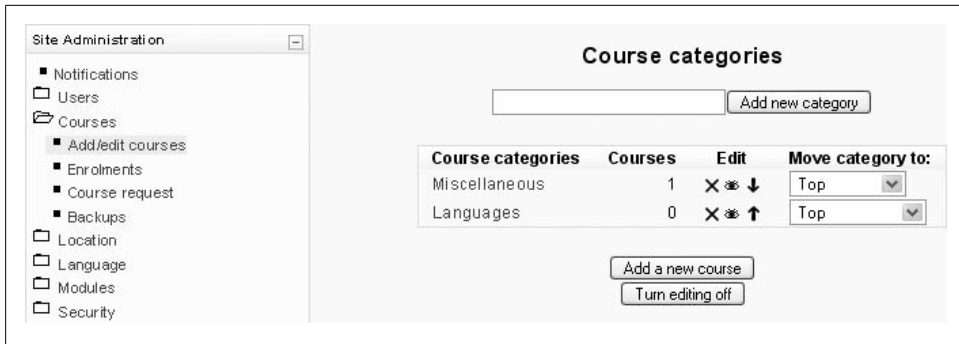 Site Administration
Notifications
Users
Courses
Add/edit courses
Enrolments
Course request
Backups
Location
Language
Modules
Security
Course categories
Add new category
Course categories Courses Edit Move category to:
Miscellaneous 1 Top
Languages 0 Top
Add a new course
Turn editing off